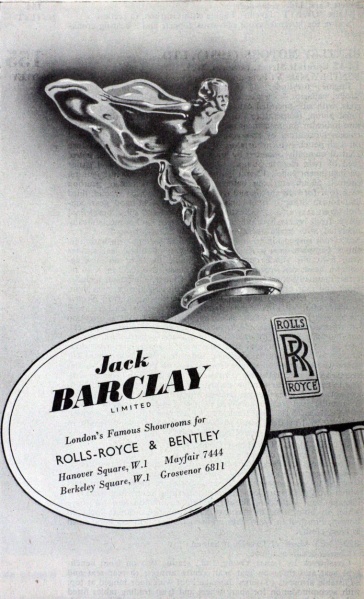 ROLLS
RR
ROYCE
Jack
BARCLAY
LIMITED
London's Famous Showrooms for
ROLLS-ROYCE & BENTLEY
Hanover Square, W.1 Mayfair 7444
Berkeley Square, W.1 Grosvenor 6811